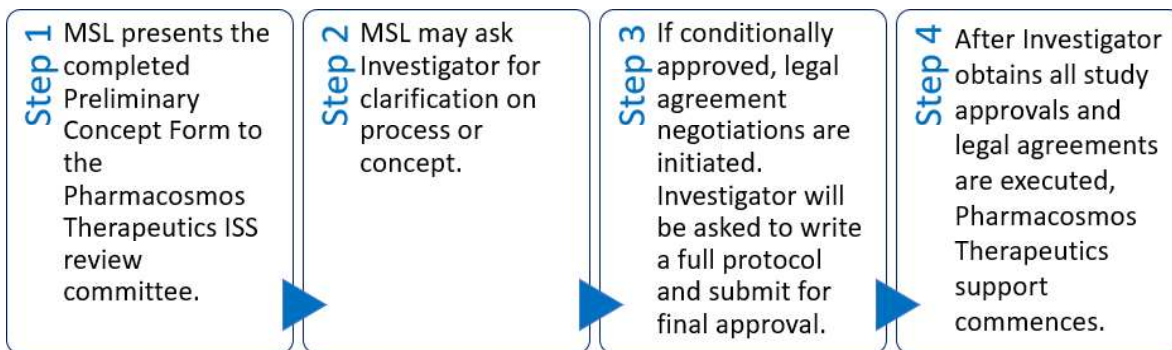 Step 1
MSL presents the
completed
Preliminary
Concept Form to
the
Pharmacosmos
Therapeutics ISS
review
committee.
Step 2
MSL may ask
Investigator for
clarification on
process or
concept.
Step 3
If conditionally
approved, legal
agreement
negotiations are
initiated.
Investigator will
be asked to write
a full protocol
and submit for
final approval.
Step 4
After Investigator
obtains all study
approvals and
legal agreements
are executed,
Pharmacosmos
Therapeutics
support
commences.